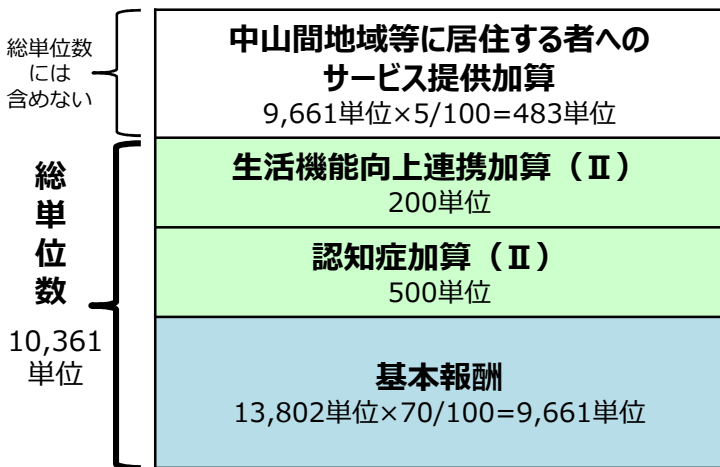 総単位数
には
含めない
中山間地域等に居住する者への
サービス提供加算
9,661単位×5/100=483単位
総
単
位
数
10,361
単位
生活機能向上連携加算（Ⅱ）
200単位
認知症加算（Ⅱ）
500単位
基本報酬
13,802単位×70/100=9,661単位